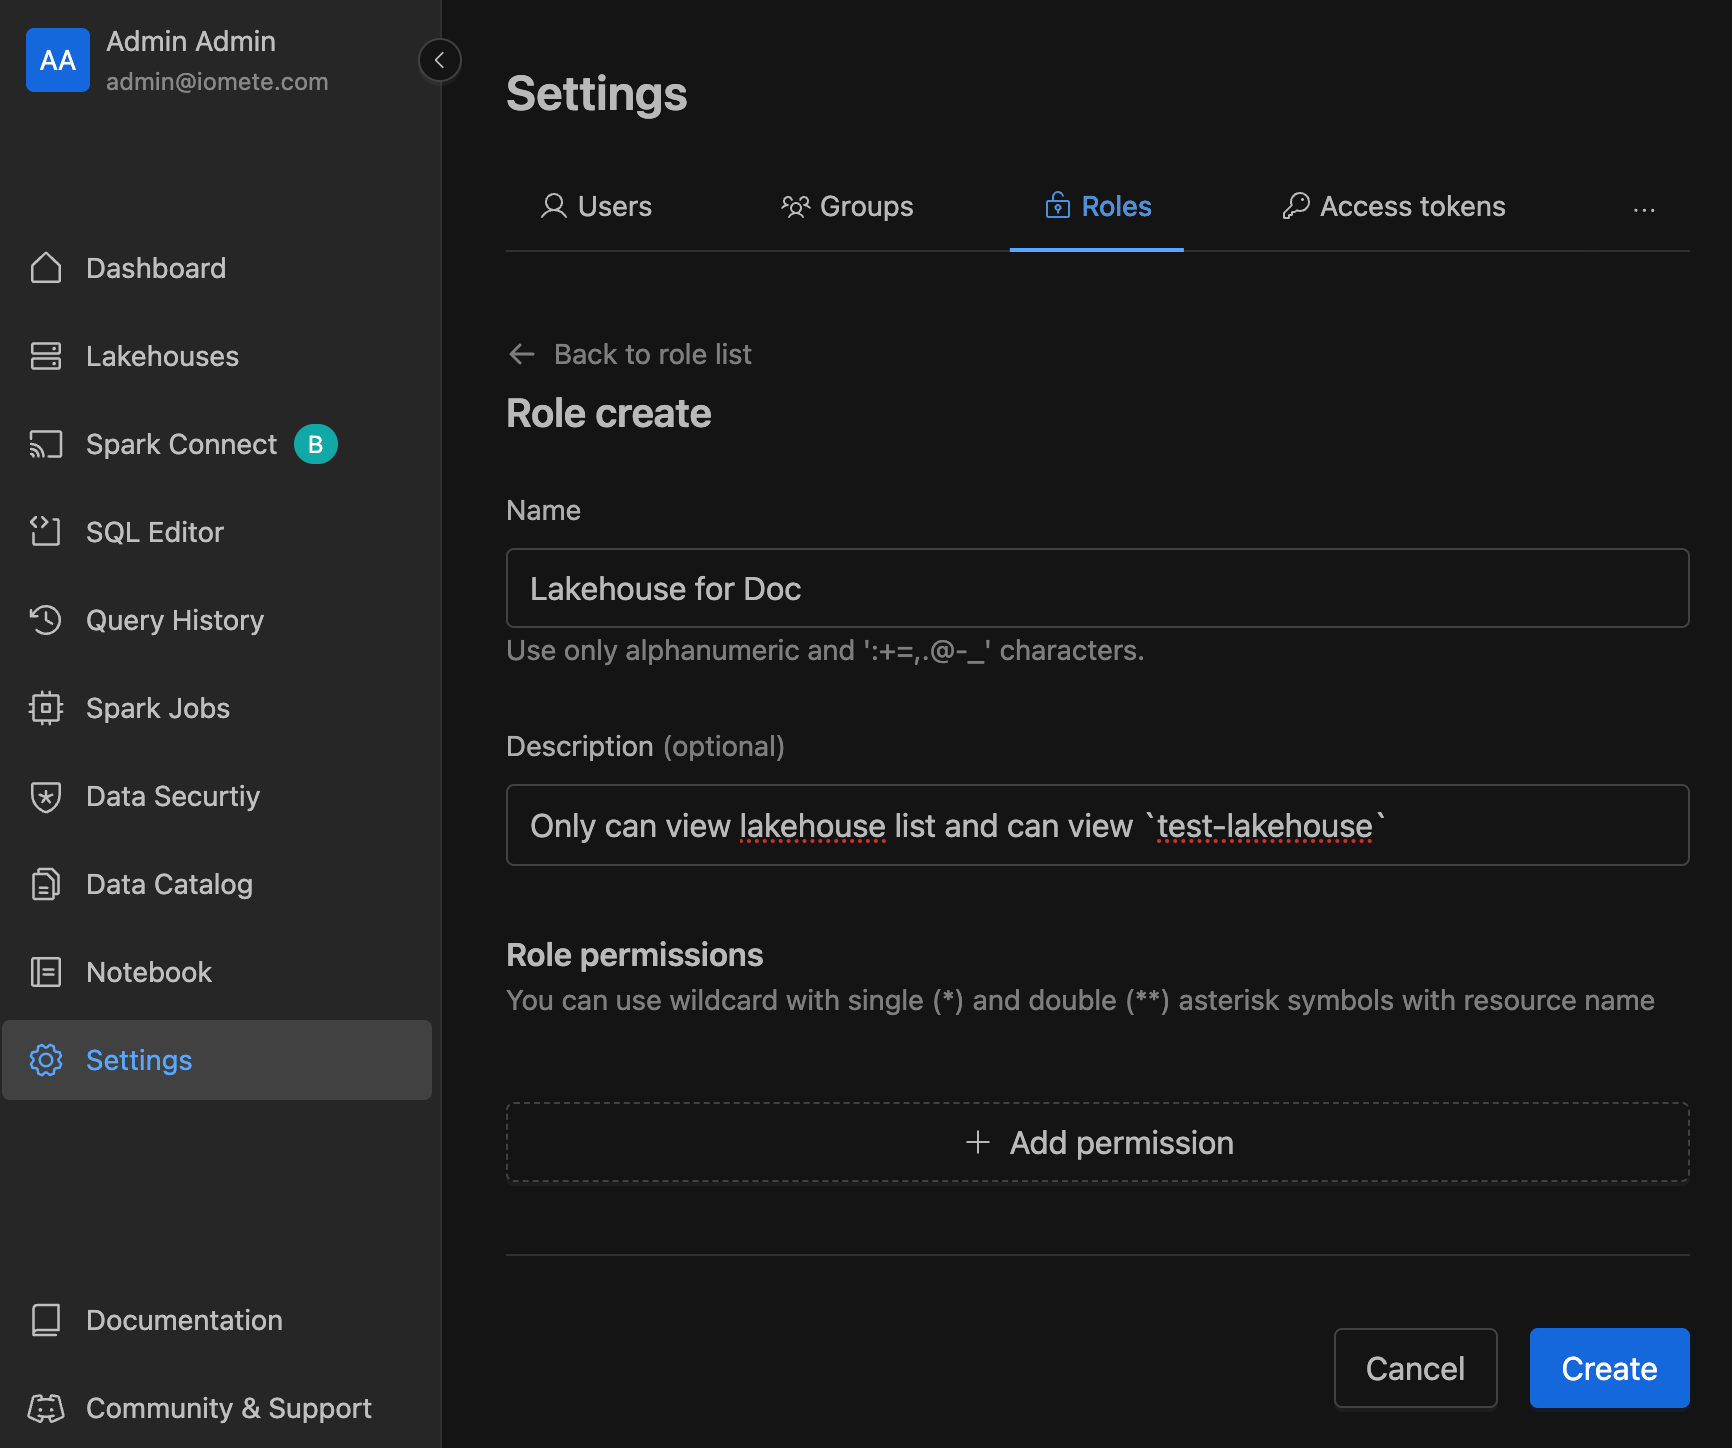 AA
Admin Admin
admin@iomete.com
Dashboard
Lakehouses
Spark Connect B
SQL Editor
Query History
Spark Jobs
Data Securtiy
Data Catalog
Notebook
Settings
Documentation
Community & Support
Settings
Users Groups Roles Access tokens ...
Back to role list
Role create
Name
Lakehouse for Doc
Use only alphanumeric and ':+=,.@-_' characters.
Description (optional)
Only can view lakehouse list and can view `test-lakehouse`
Role permissions
You can use wildcard with single (*) and double (**) asterisk symbols with resource name
+ Add permission
Cancel Create